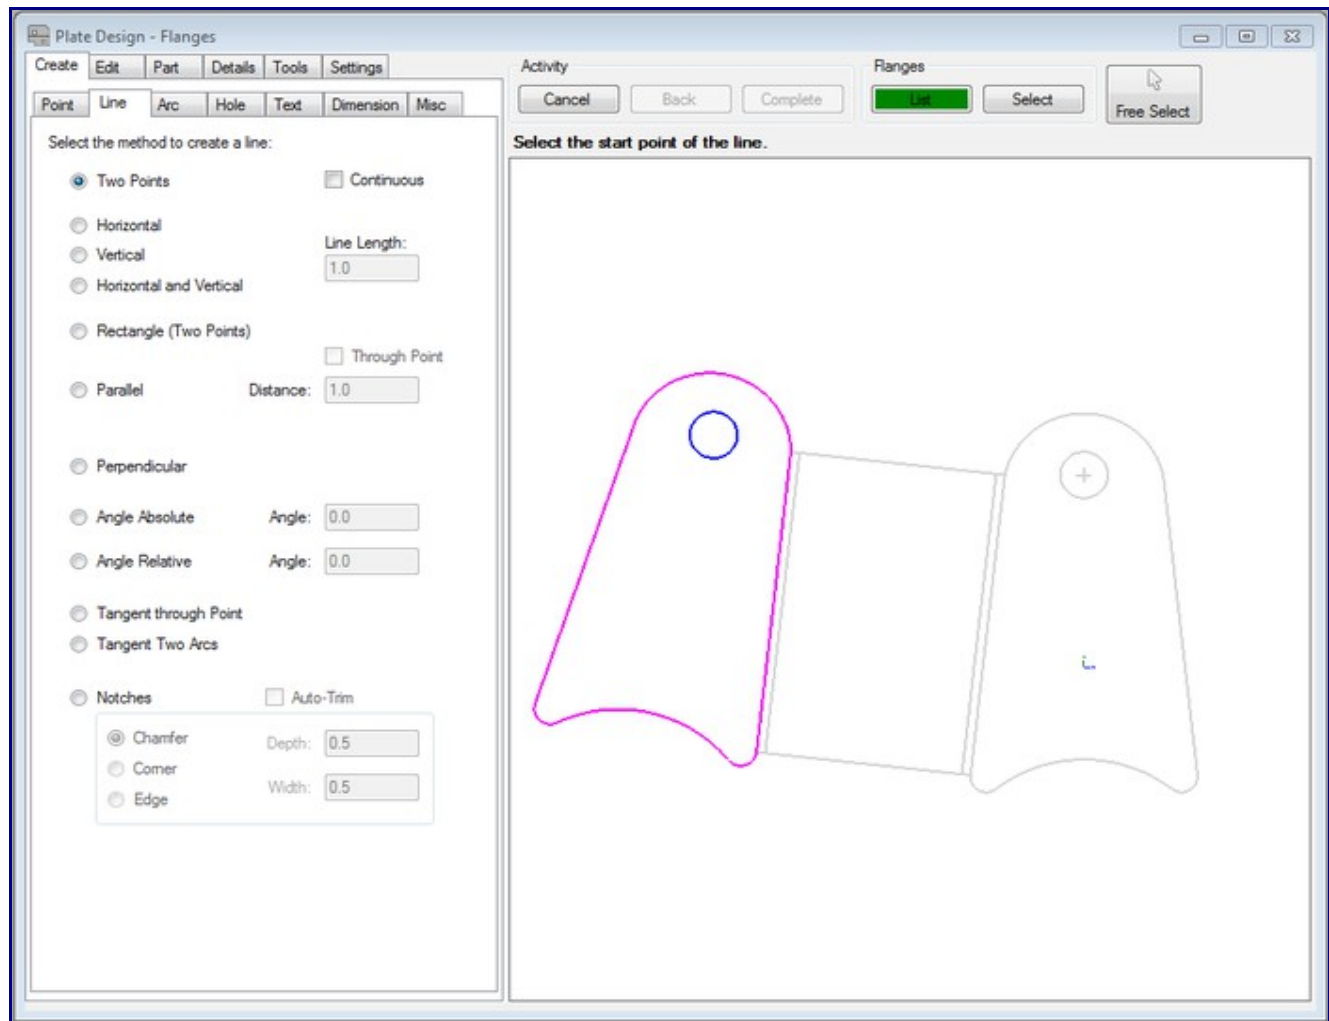 Plate Design - Flanges
Create Edit Part Details Tools Settings
Point Line Arc Hole Text Dimension Misc
Select the method to create a line:
Two Points Continuous
Horizontal
Line Length:
Vertical
1.0
Horizontal and Vertical
Rectangle (Two Points)
Through Point
Parallel Distance: 1.0
Perpendicular
Angle Absolute Angle: 0.0
Angle Relative Angle: 0.0
Tangent through Point
Tangent Two Arcs
Notches Auto-Trim
Chamfer Depth: 0.5
Corner
Width: 0.5
Edge
Activity
Cancel Back Complete
Flanges
List Select
Free Select
Select the start point of the line.